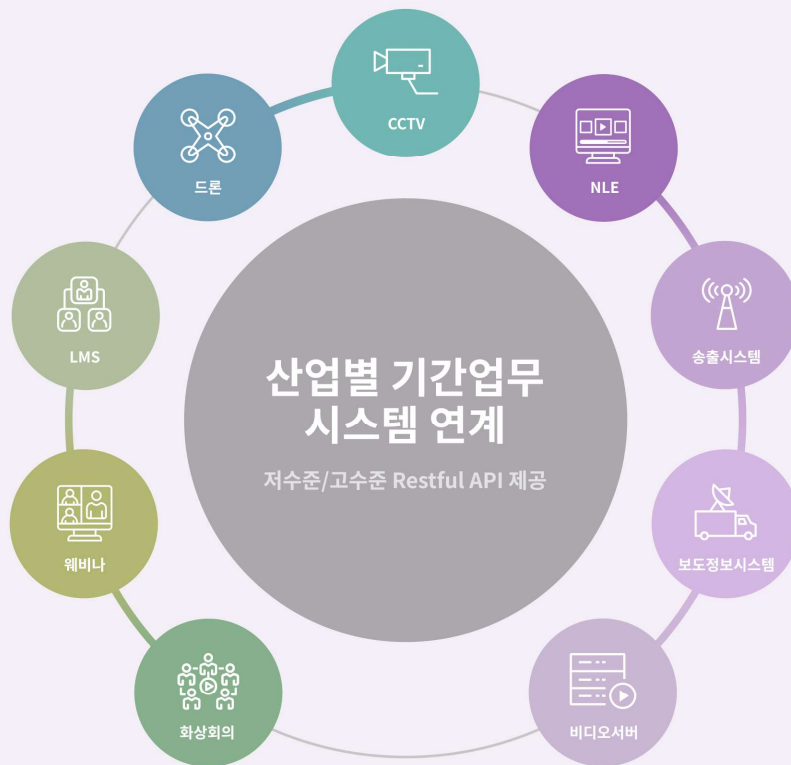 CCTV
드론
NLE
LMS
송출시스템
산업별 기간업무
시스템 연계
저수준/고수준 Restful API 제공
웨비나
보도정보시스템
화상회의
비디오서버